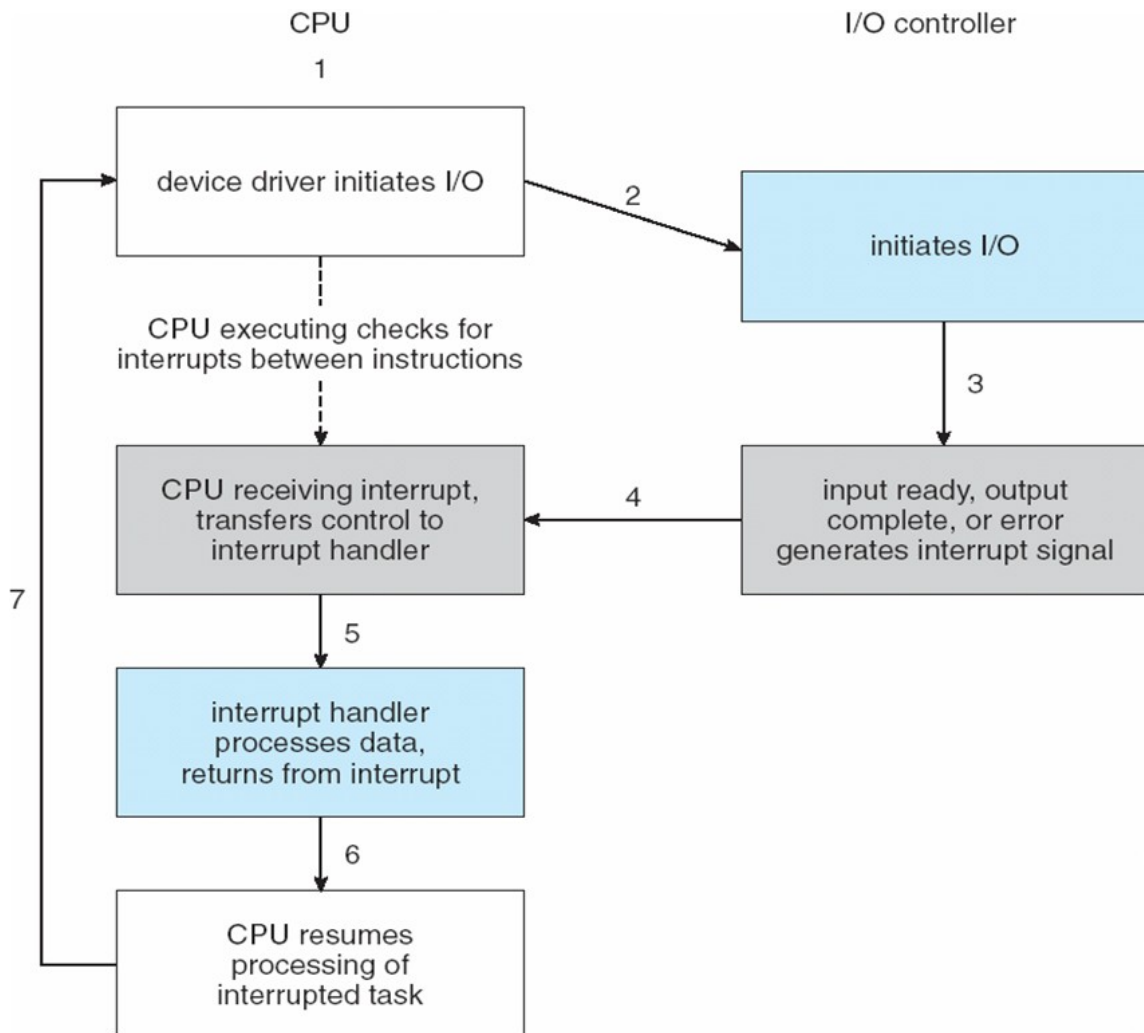 CPU
I/O controller
1
device driver initiates I/O
2
initiates I/O
CPU executing checks for
interrupts between instructions
3
CPU receiving interrupt,
transfers control to
interrupt handler
4
input ready, output
complete, or error
generates interrupt signal
7
5
interrupt handler
processes data,
returns from interrupt
6
CPU resumes
processing of
interrupted task